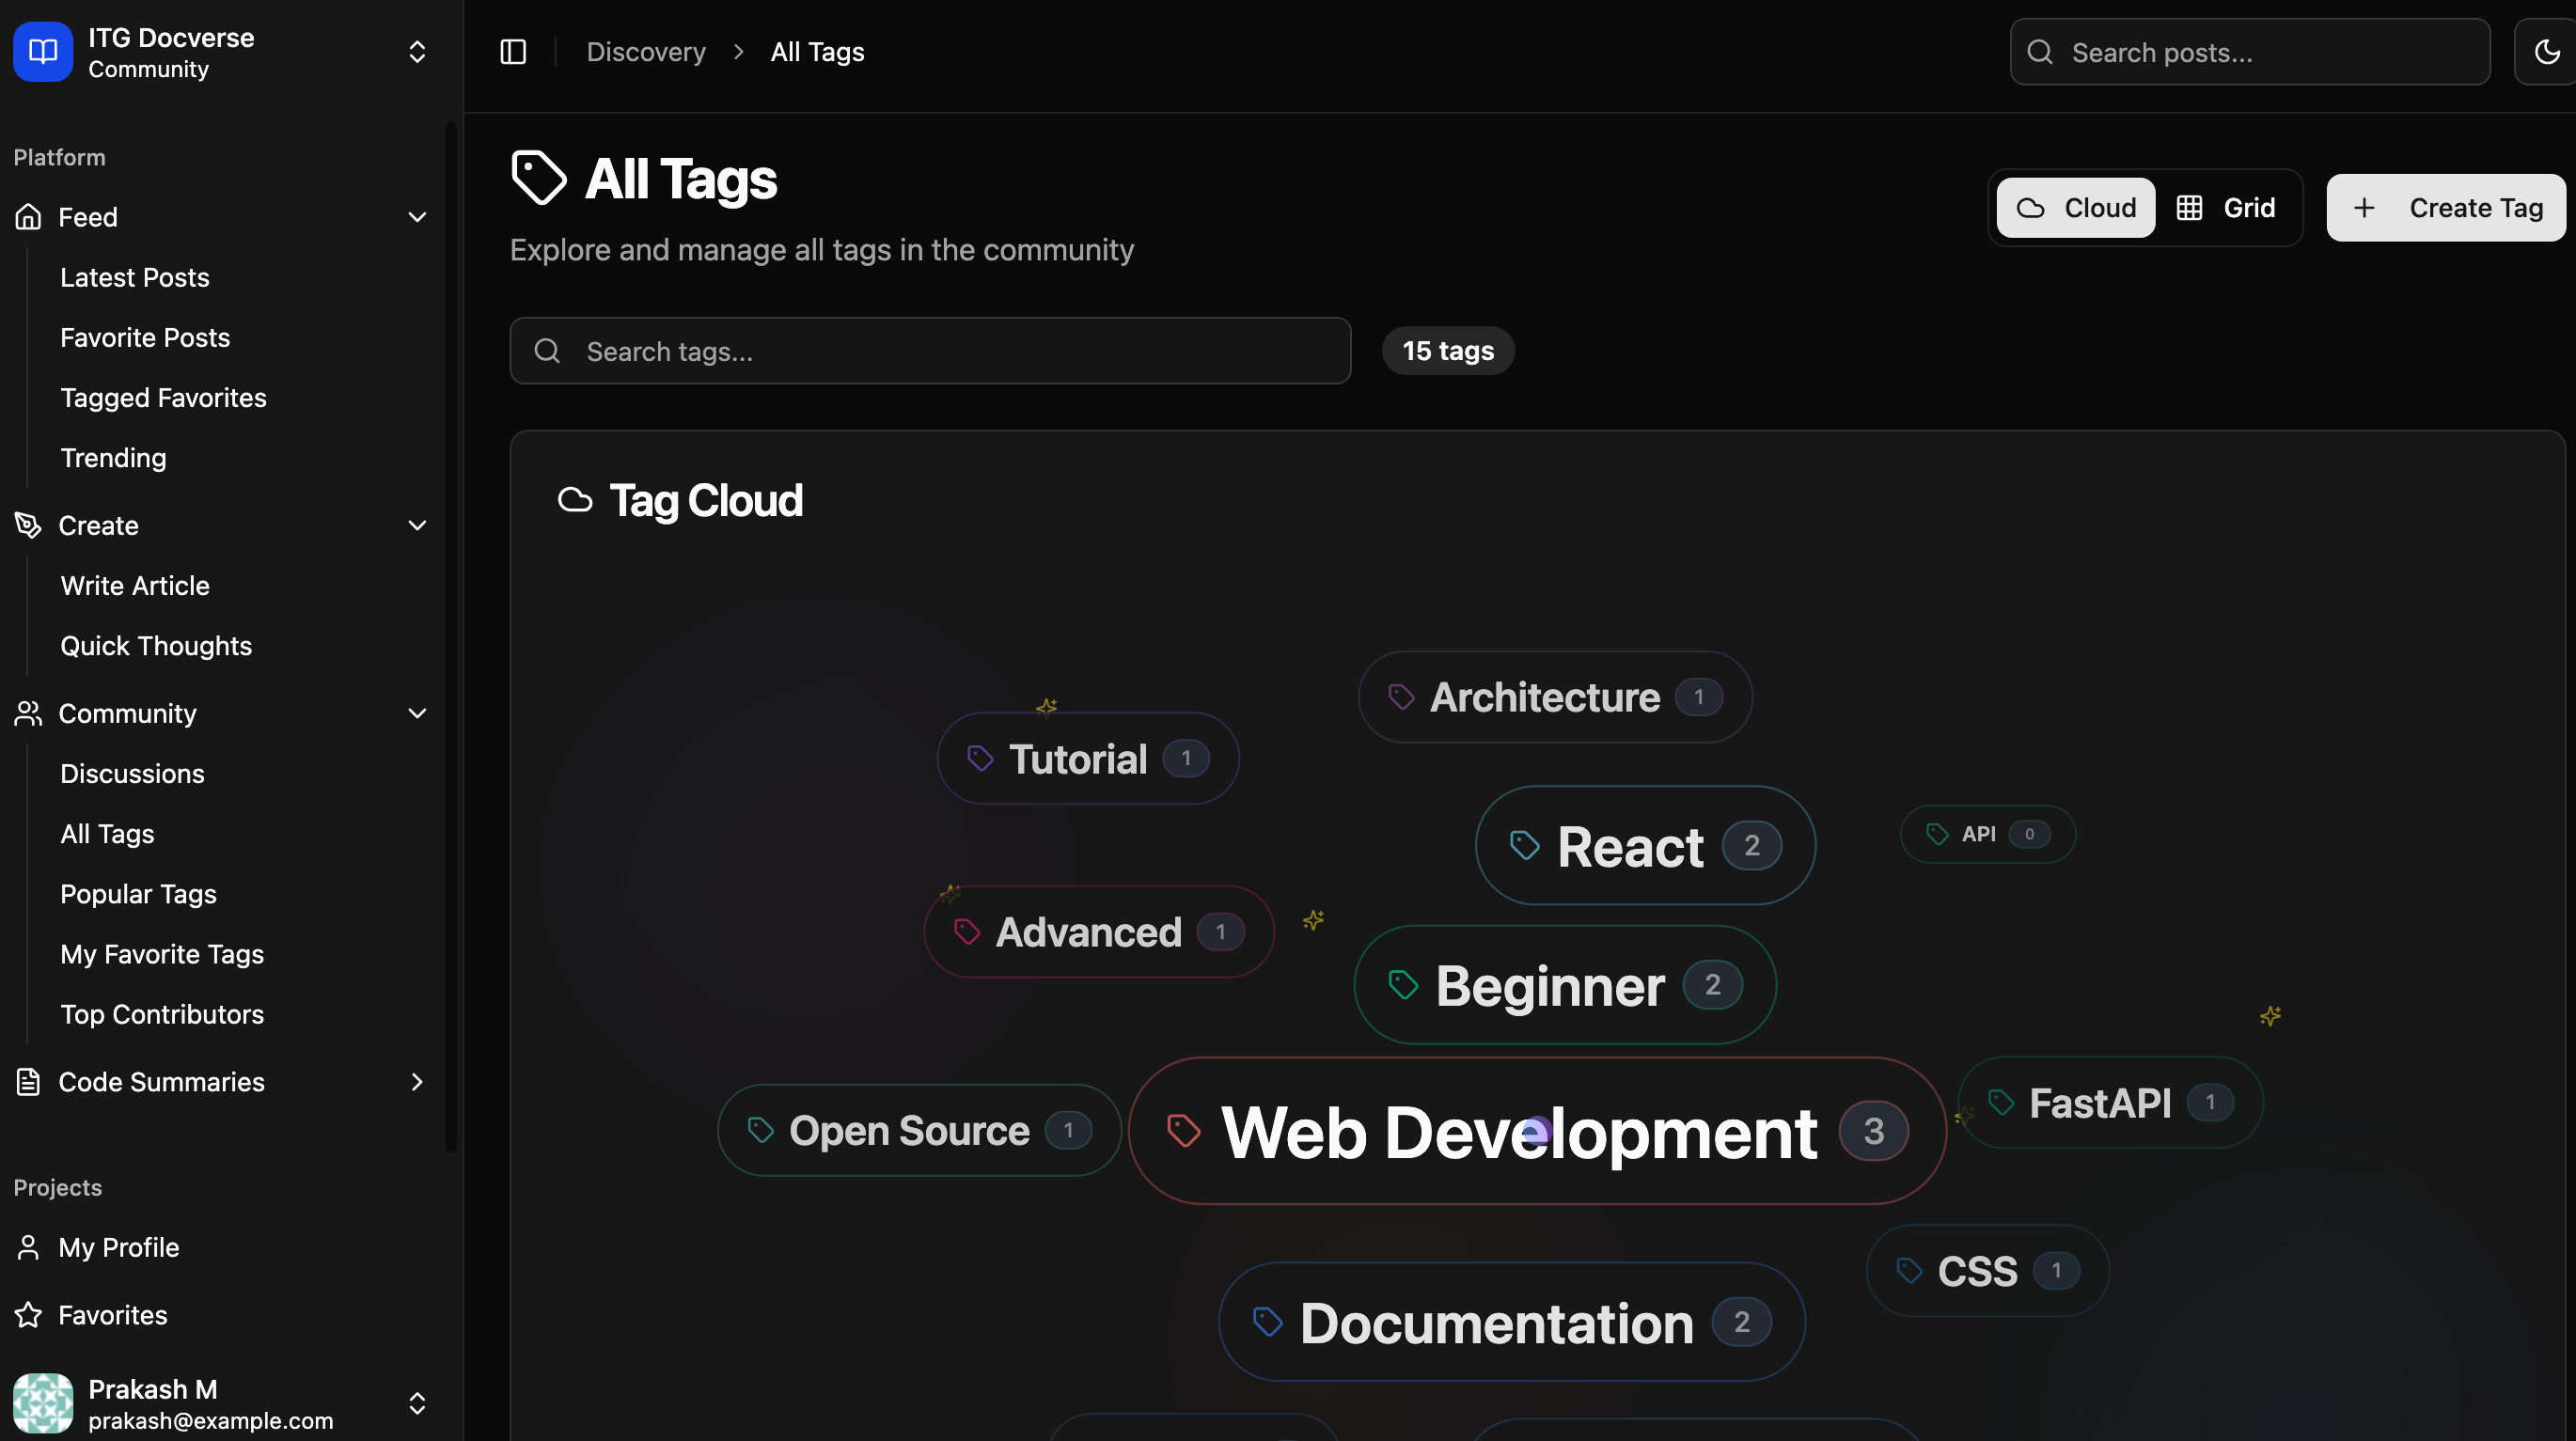 ITG Docverse
Community
Platform
Feed
Latest Posts
Favorite Posts
Tagged Favorites
Trending
Create
Write Article
Quick Thoughts
Community
Discussions
All Tags
Popular Tags
My Favorite Tags
Top Contributors
Code Summaries
Projects
My Profile
Favorites
Prakash M
prakash@example.com
Discovery > All Tags
Search posts...
All Tags
Explore and manage all tags in the community
Cloud
Grid
+ Create Tag
Search tags...
15 tags
Tag Cloud
Architecture 1
Tutorial 1
React 2
API 0
Advanced 1
Beginner 2
Open Source 1
Web Development 3
FastAPI 1
CSS 1
Documentation 2